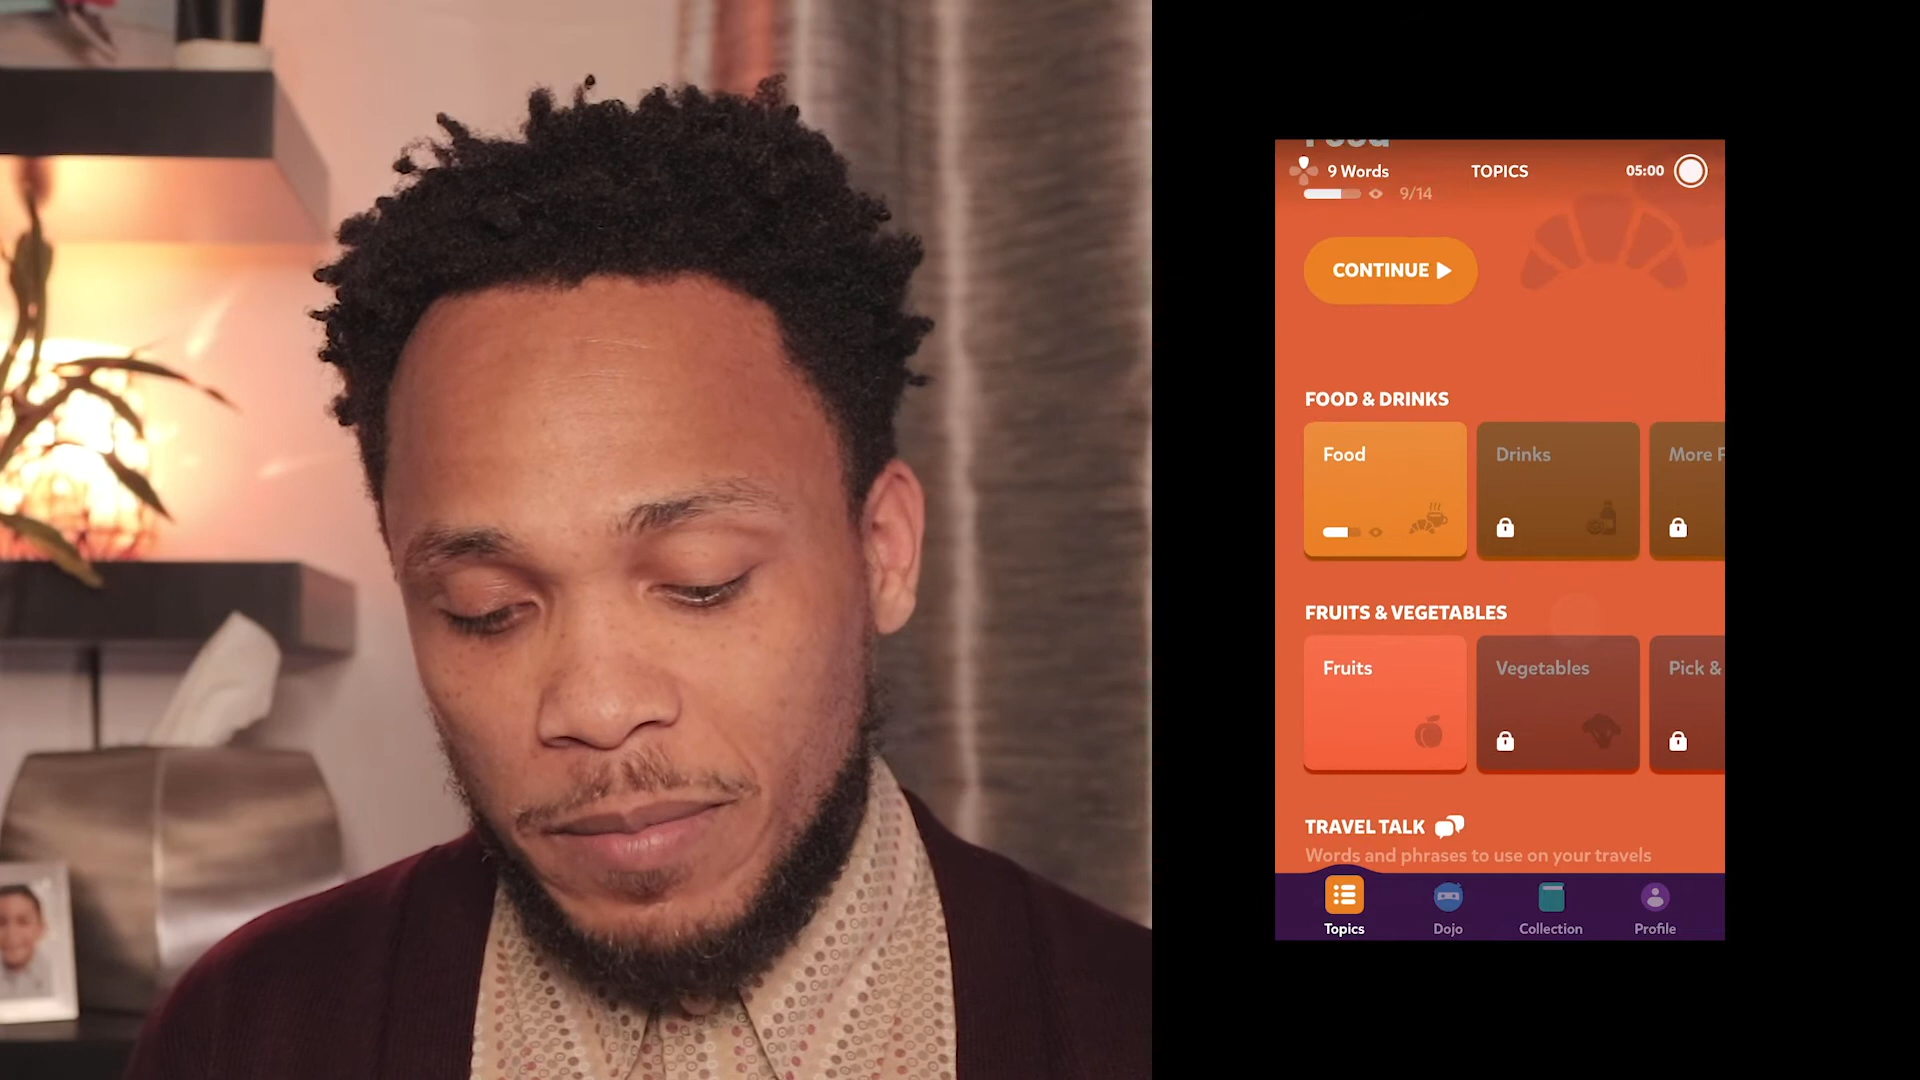 Food
9 Words TOPICS 05:00
9/14
CONTINUE
FOOD & DRINKS
Food Drinks More F
FRUITS & VEGETABLES
Fruits Vegetables Pick &
TRAVEL TALK
Words and phrases to use on your travels
Topics Dojo Collection Profile